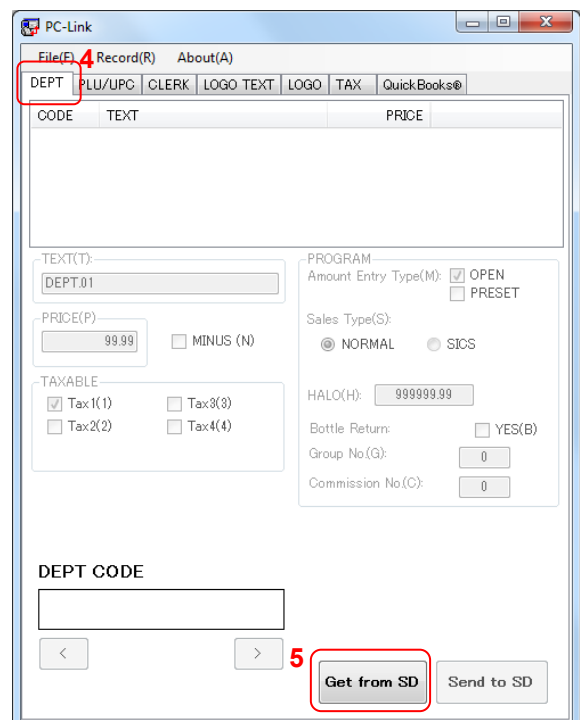 PC-Link
File(F) Record(R) About(A)
4
DEPT PLU/UPC CLERK LOGO TEXT LOGO TAX QuickBooks®
CODE TEXT PRICE
TEXT(T):
DEPT.01
PRICE(P)
99.99 MINUS (N)
TAXABLE
Tax1(1) Tax3(3)
Tax2(2) Tax4(4)
PROGRAM
Amount Entry Type(M): OPEN
PRESET
Sales Type(S):
NORMAL SICS
HALO(H): 999999.99
Bottle Return: YES(B)
Group No.(G): 0
Commission No.(C): 0
DEPT CODE
< >
5
Get from SD Send to SD